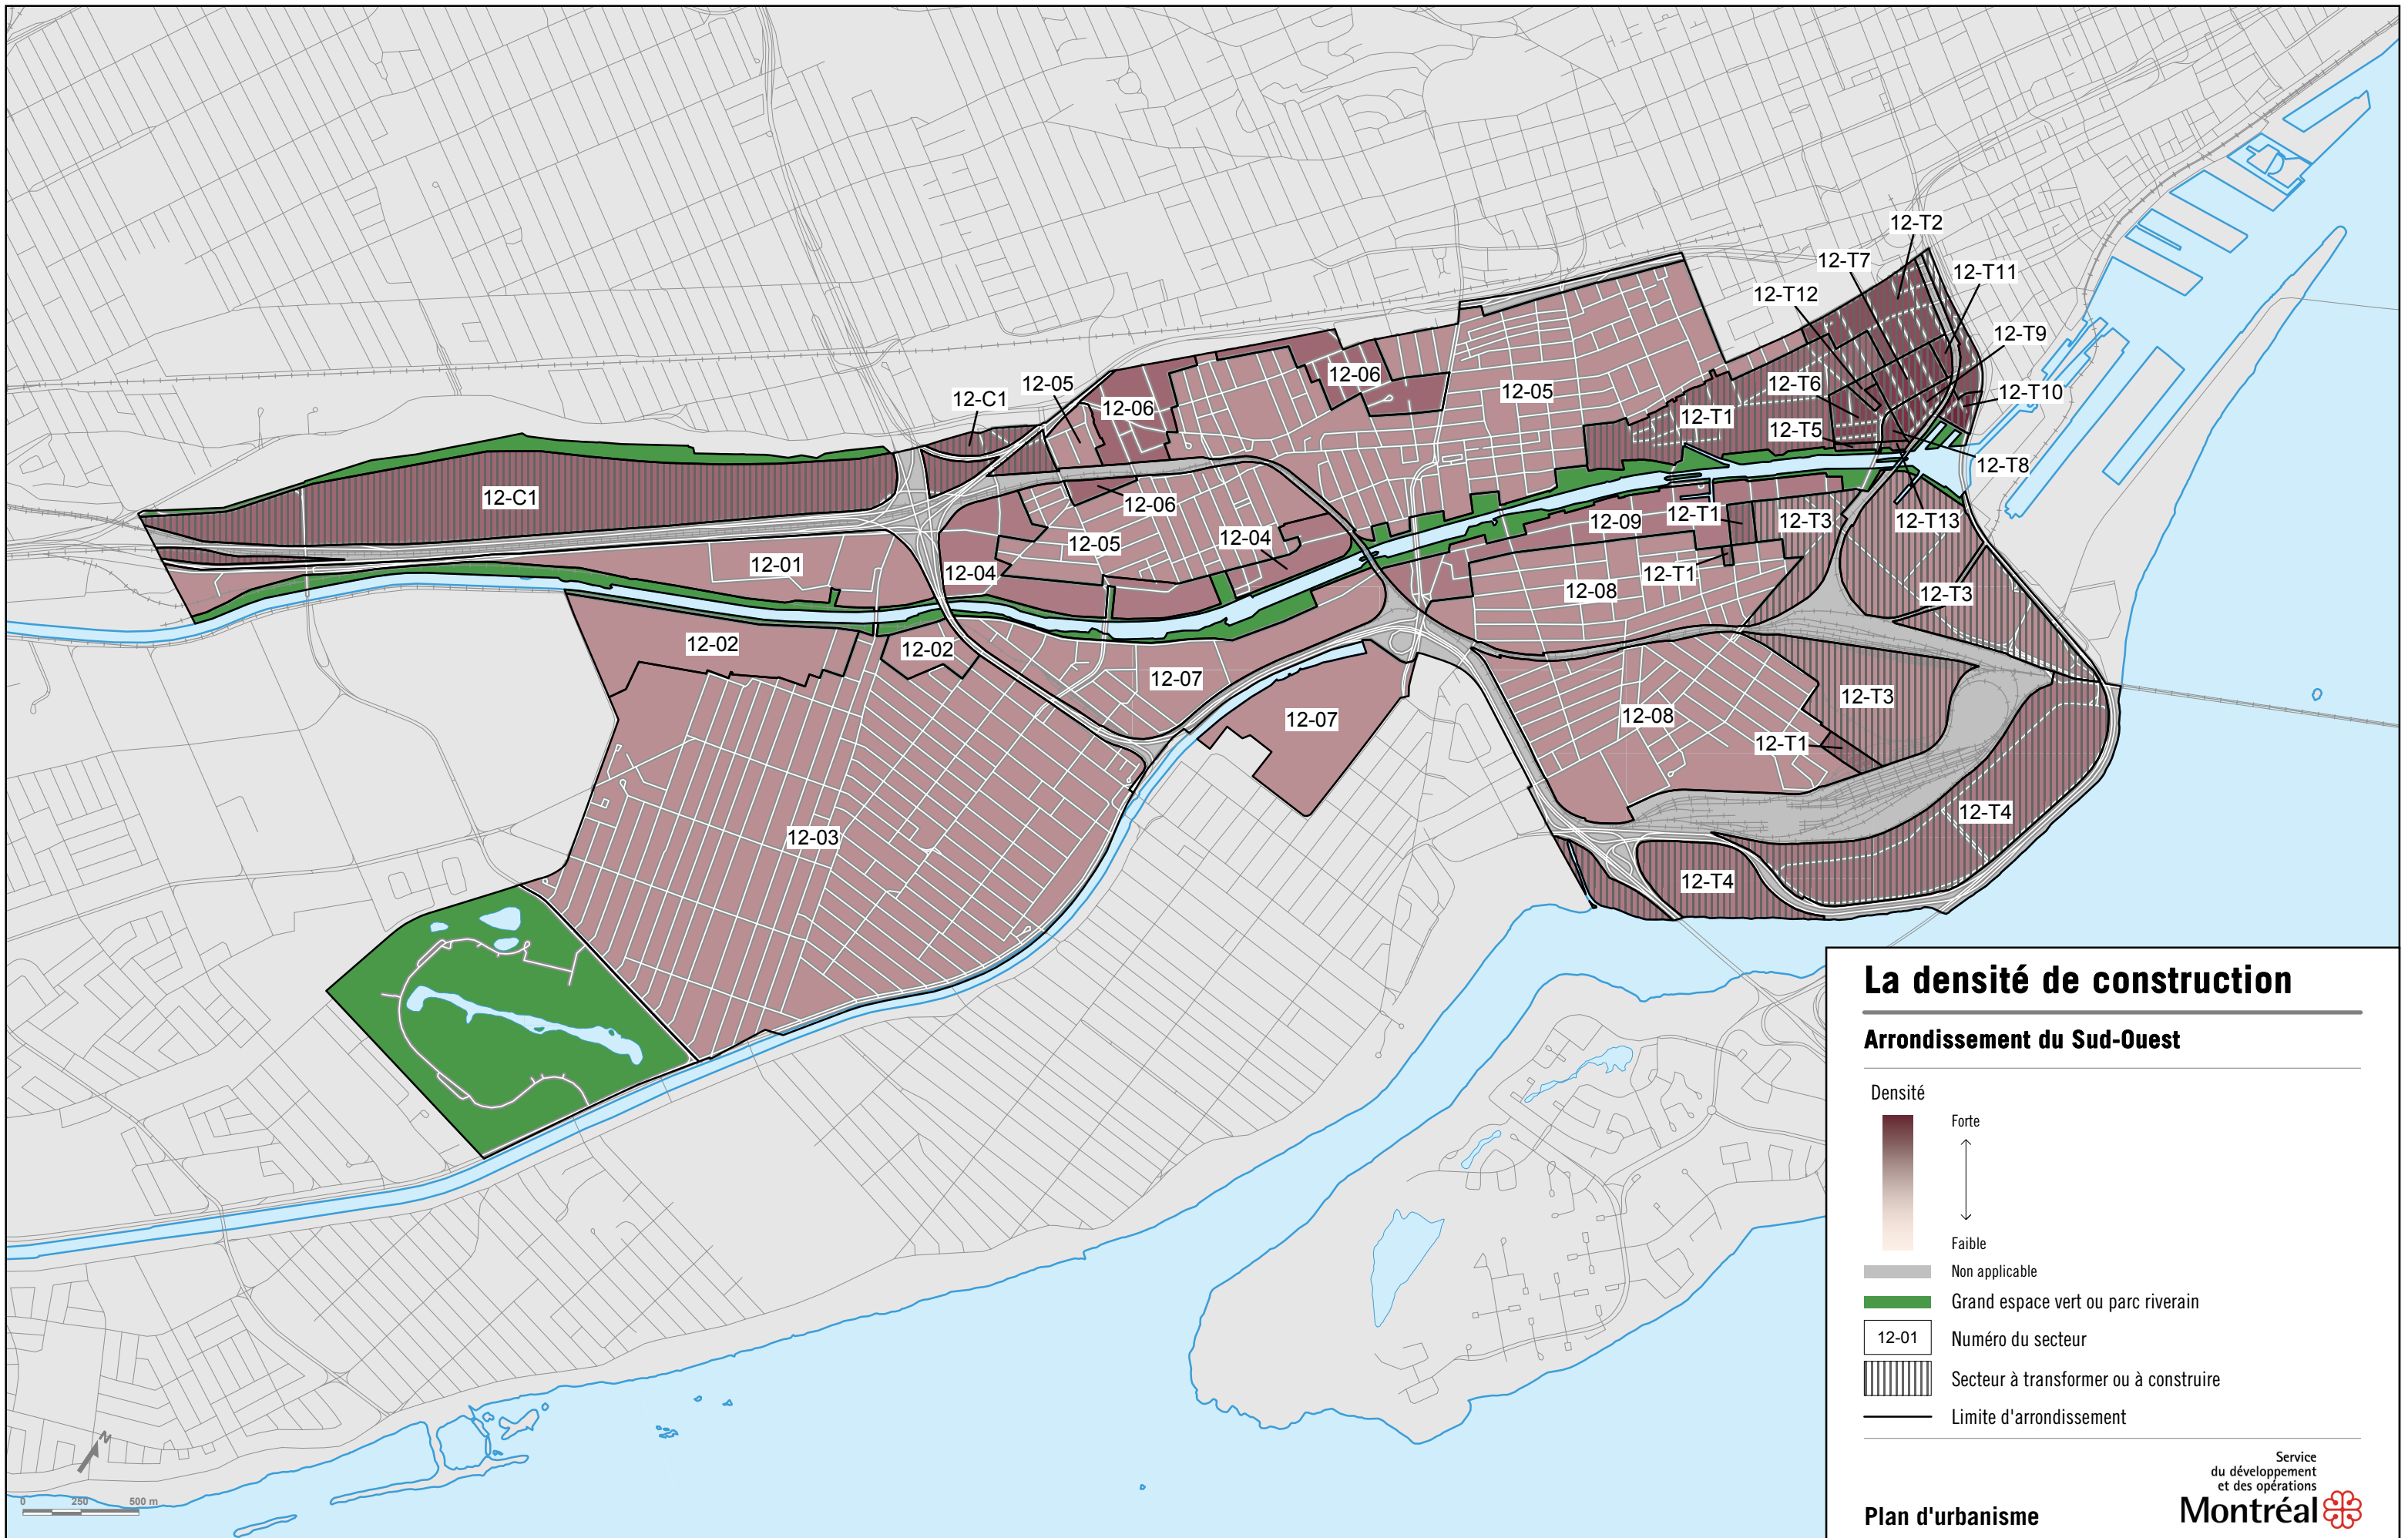 12-T2
12-T7
12-T11
12-T12
12-T9
12-05
12-06
12-T6
12-C1
12-05
12-06
12-T10
12-T1
12-T5
12-T8
12-C1
12-06
12-09
12-T1
12-T3
12-T13
12-05
12-04
12-01
12-04
12-T1
12-08
12-T3
12-02
12-02
12-07
12-T3
12-07
12-08
12-T1
12-03
12-T4
12-T4
La densité de construction
Arrondissement du Sud-Ouest
Densité
Forte
Faible
Non applicable
Grand espace vert ou parc riverain
12-01 Numéro du secteur
Secteur à transformer ou à construire
Limite d'arrondissement
Service
du développement
et des opérations
Montréal
Plan d'urbanisme
N
0 250 500 m